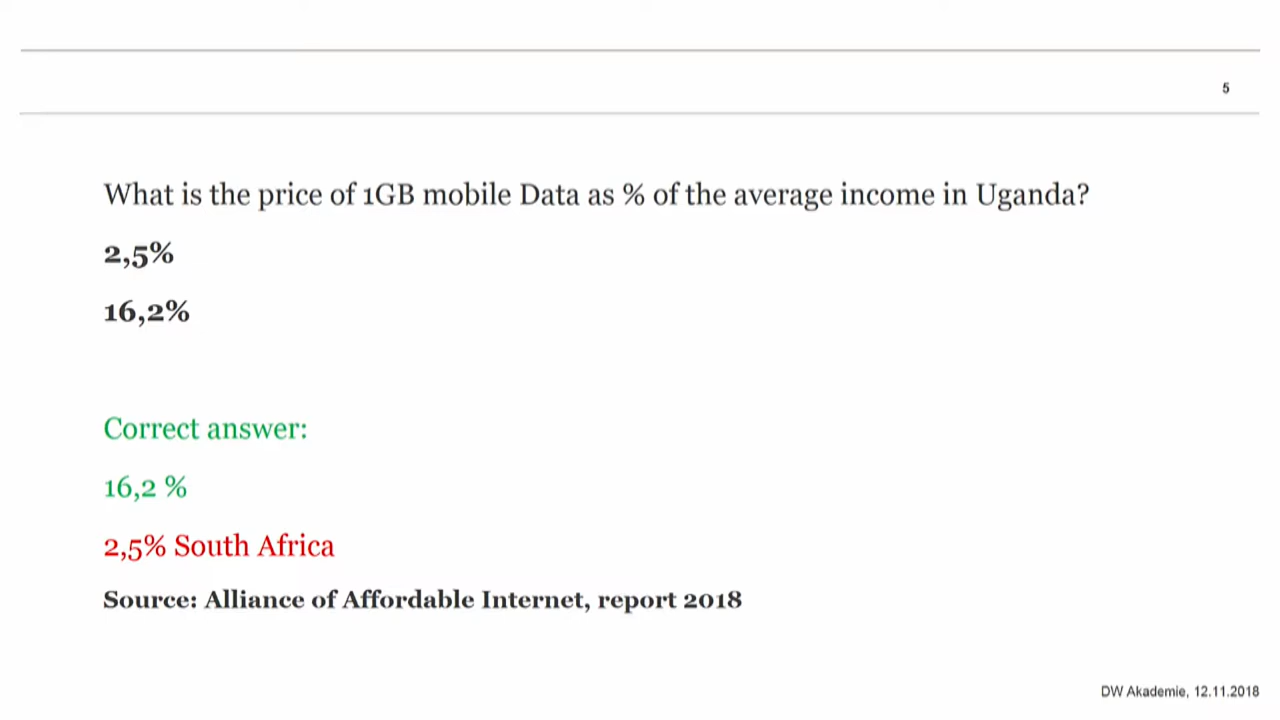 5
What is the price of 1GB mobile Data as % of the average income in Uganda?
2,5%
16,2%
Correct answer:
16,2 %
2,5% South Africa
Source: Alliance of Affordable Internet, report 2018
DW Akademie, 12.11.2018